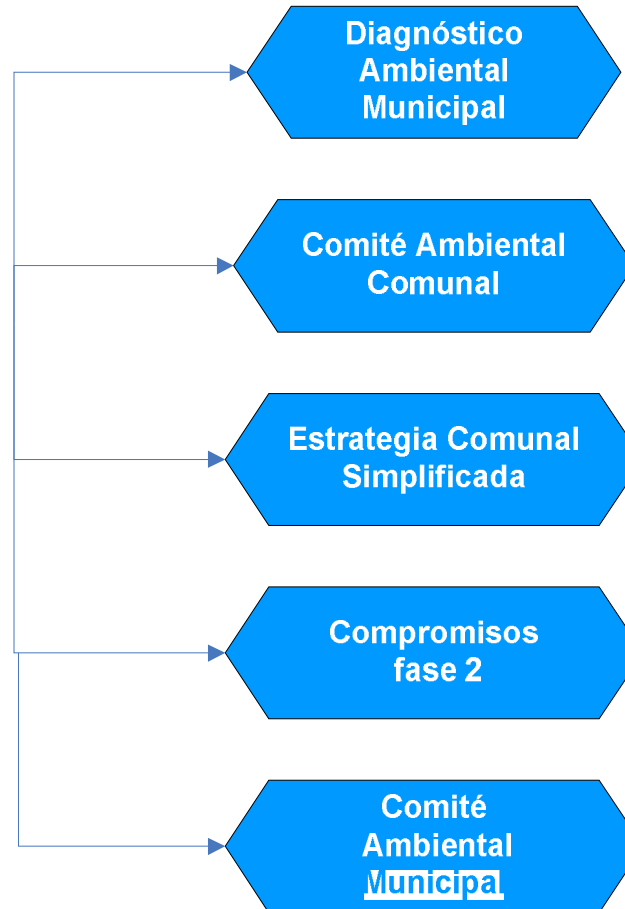 Diagnóstico
Ambiental
Municipal
Comité Ambiental
Comunal
Estrategia Comunal
Simplificada
Compromisos
fase 2
Comité
Ambiental
Municipal